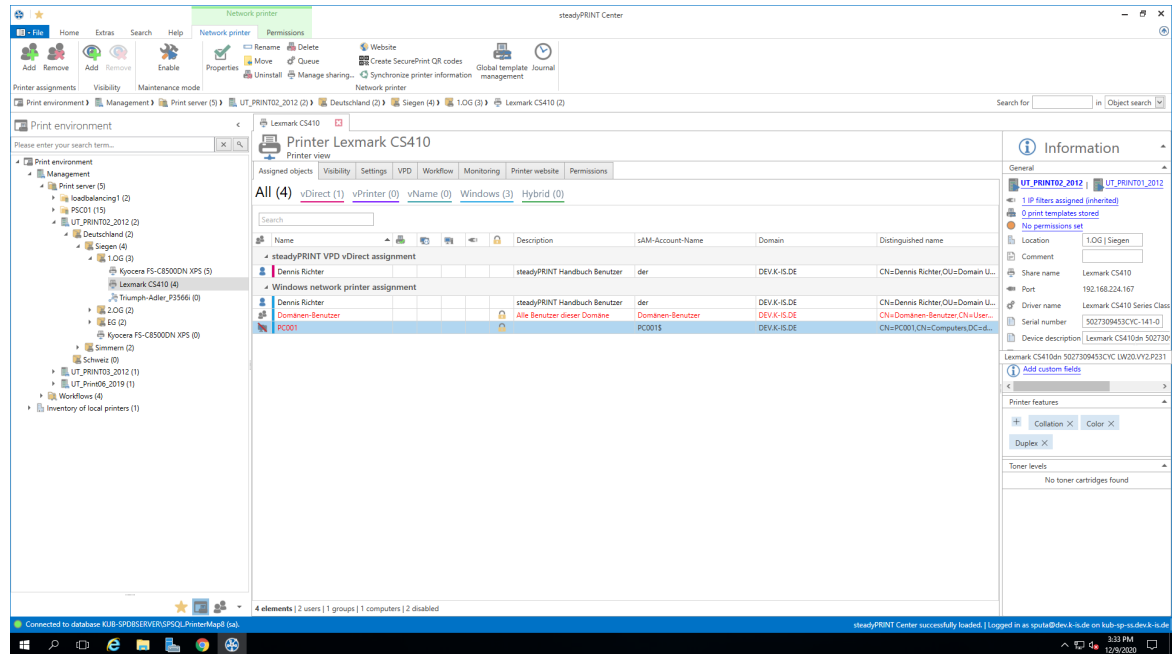 Network printer
steadyPRINT Center
File Home Extras Search Help Network printer Permissions
Add Remove Add Remove Enable Properties
Rename Delete Website
Move Queue Create SecurePrint QR codes
Uninstall Manage sharing... Synchronize printer information
Global template management Journal
Printer assignments Visibility Maintenance mode Network printer
Print environment Management Print server (5) UT_PRINT02_2012 (2) Deutschland (2) Siegen (4) 1.OG (3) Lexmark CS410 (2)
Search for in Object search
Print environment
Please enter your search term...
Print environment
Management
Print server (5)
loadbalancing1 (2)
PSC01 (15)
UT_PRINT02_2012 (2)
Deutschland (2)
Siegen (4)
1.OG (3)
Kyocera FS-C8500DN XPS (5)
Lexmark CS410 (4)
Triumph-Adler_P3566i (0)
2.OG (2)
EG (2)
Kyocera FS-C8500DN XPS (0)
Simmern (2)
Schweiz (0)
UT_PRINT03_2012 (1)
UT_Print06_2019 (1)
Workflows (4)
Inventory of local printers (1)
Lexmark CS410
Printer Lexmark CS410
Printer view
Assigned objects Visibility Settings VPD Workflow Monitoring Printer website Permissions
All (4) vDirect (1) vPrinter (0) vName (0) Windows (3) Hybrid (0)
Search
Name Description sAM-Account-Name Domain Distinguished name
steadyPRINT VPD vDirect assignment
Dennis Richter steadyPRINT Handbuch Benutzer der DEV.K-IS.DE CN=Dennis Richter,OU=Domain U...
Windows network printer assignment
Dennis Richter steadyPRINT Handbuch Benutzer der DEV.K-IS.DE CN=Dennis Richter,OU=Domain U...
Domänen-Benutzer Alle Benutzer dieser Domäne Domänen-Benutzer DEV.K-IS.DE CN=Domänen-Benutzer,CN=User...
PC001 PC001$ DEV.K-IS.DE CN=PC001,CN=Computers,DC=d...
4 elements | 2 users | 1 groups | 1 computers | 2 disabled
Information
General
UT_PRINT02_2012 | UT_PRINT01_2012
1 IP filters assigned (inherited)
0 print templates stored
No permissions set
Location 1.OG | Siegen
Comment
Share name Lexmark CS410
Port 192.168.224.167
Driver name Lexmark CS410 Series Class
Serial number 5027309453CYC-141-0
Device description Lexmark CS410dn 502730
Lexmark CS410dn 5027309453CYC LW20.VY2.P231
Add custom fields
Printer features
Collation Color
Duplex
Toner levels
No toner cartridges found
Connected to database KUB-SPDBSERVER\SPSQL.PrinterMap8 (sa).
steadyPRINT Center successfully loaded. | Logged in as sputa@dev.k-is.de on kub-sp-ss.dev.k-is.de
3:33 PM
12/9/2020